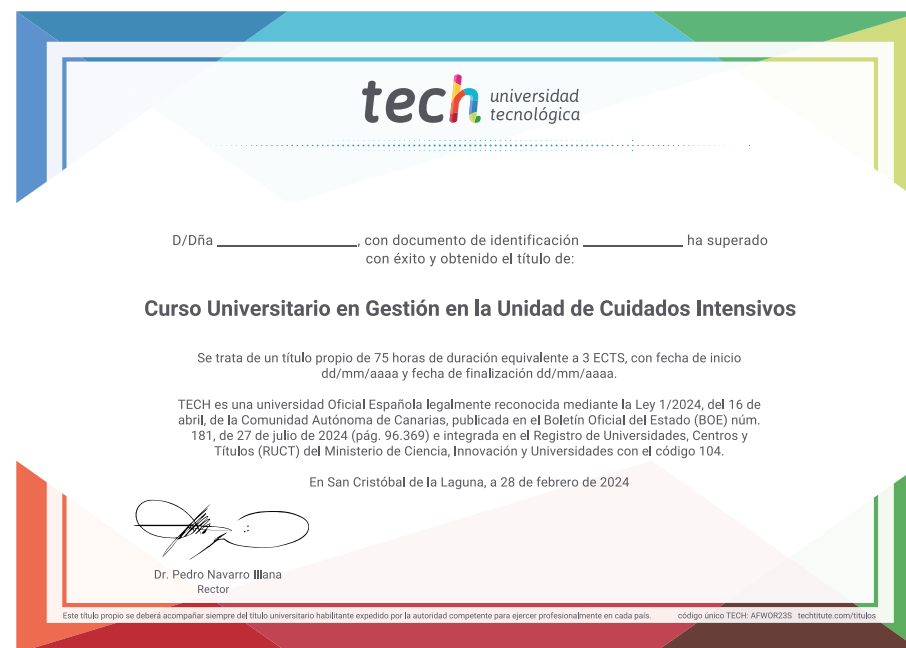 tech universidad
tecnológica
D/Dña ____________, con documento de identificación ____________ ha superado
con éxito y obtenido el título de:
Curso Universitario en Gestión en la Unidad de Cuidados Intensivos
Se trata de un título propio de 75 horas de duración equivalente a 3 ECTS, con fecha de inicio
dd/mm/aaaa y fecha de finalización dd/mm/aaaa.
TECH es una universidad Oficial Española legalmente reconocida mediante la Ley 1/2024, del 16 de
abril, de la Comunidad Autónoma de Canarias, publicada en el Boletín Oficial del Estado (BOE) núm.
181, de 27 de julio de 2024 (pág. 96.369) e integrada en el Registro de Universidades, Centros y
Títulos (RUCT) del Ministerio de Ciencia, Innovación y Universidades con el código 104.
En San Cristóbal de la Laguna, a 28 de febrero de 2024
Dr. Pedro Navarro Illana
Rector
Este título propio se deberá acompañar siempre del título universitario habilitante expedido por la autoridad competente para ejercer profesionalmente en cada país. código único TECH: AFWOR23S techtitute.com/titulos